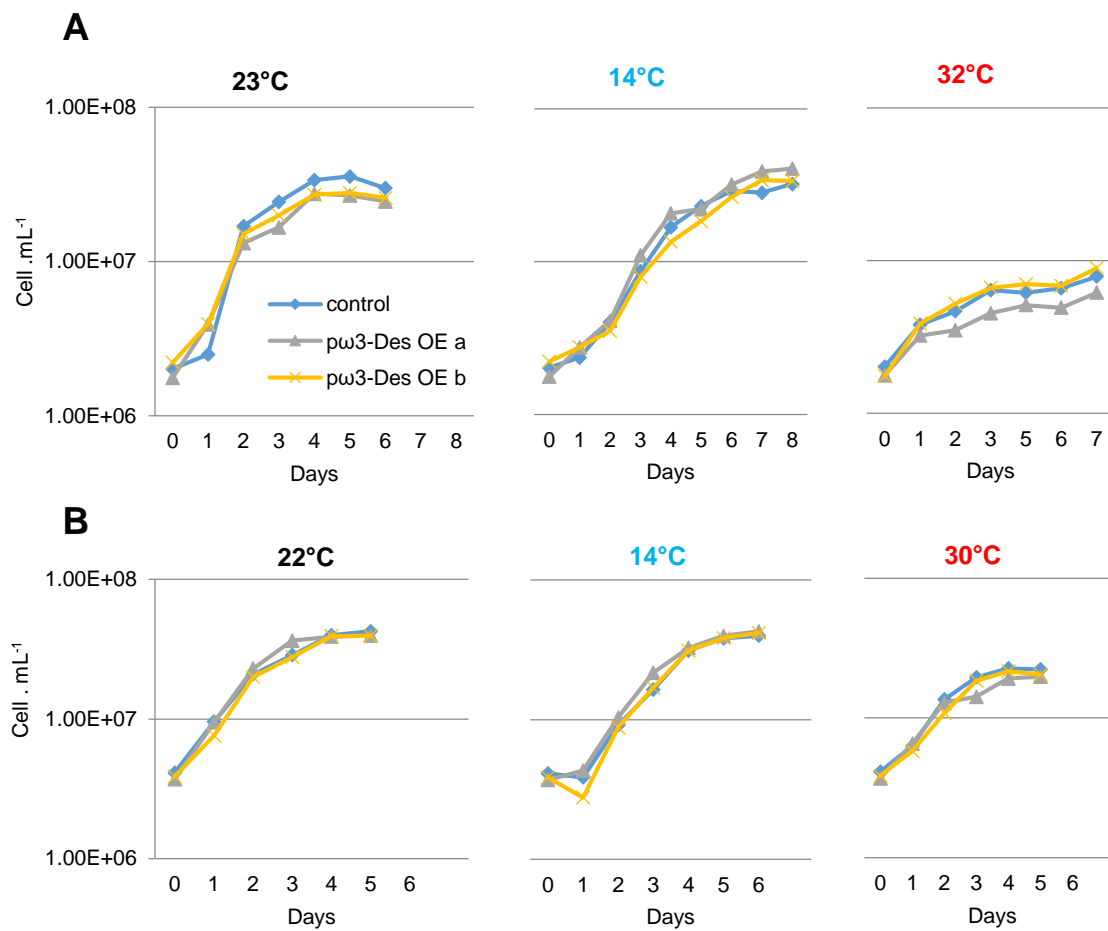 A
23°C
14°C
32°C
1.00E+08
1.00E+07
1.00E+06
Cell .mL-1
control
pω3-Des OE a
pω3-Des OE b
0 1 2 3 4 5 6 7 8
0 1 2 3 4 5 6 7 8
0 1 2 3 5 6 7
Days
Days
Days
B
22°C
14°C
30°C
1.00E+08
1.00E+07
1.00E+06
Cell . mL-1
0 1 2 3 4 5 6
0 1 2 3 4 5 6
0 1 2 3 4 5 6
Days
Days
Days